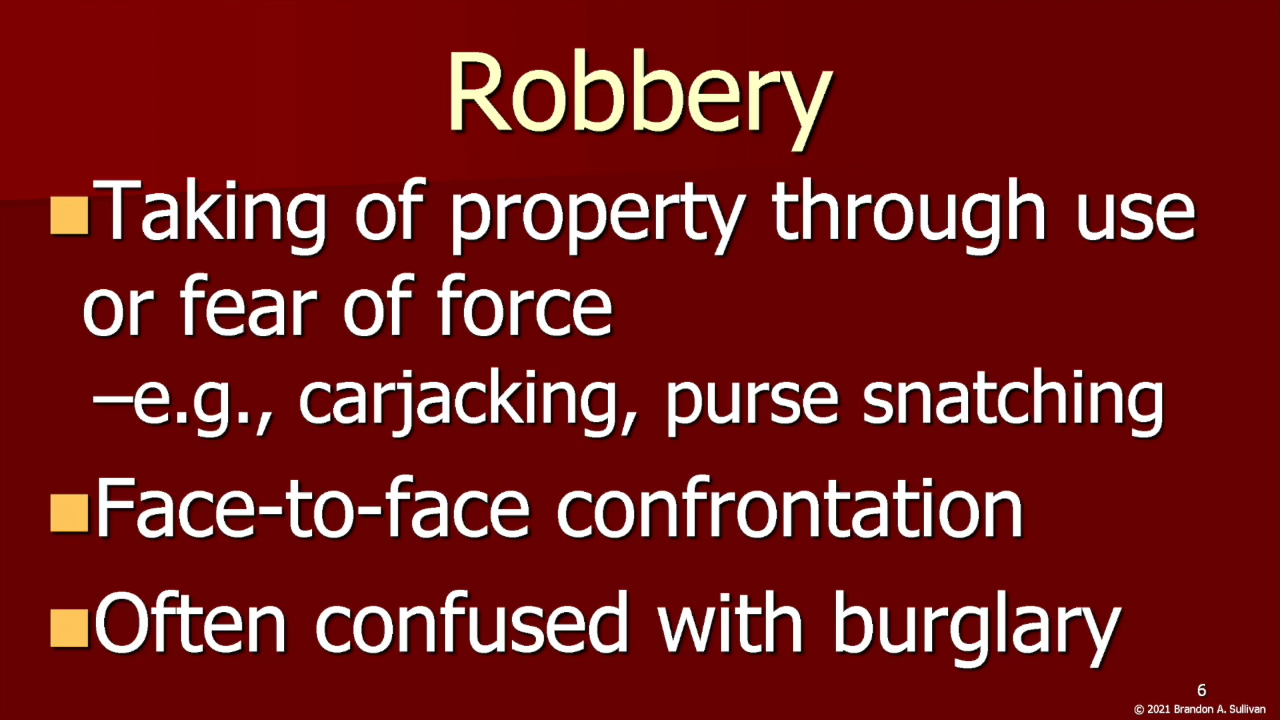 Robbery
Taking of property through use
or fear of force
–e.g., carjacking, purse snatching
Face-to-face confrontation
Often confused with burglary
6
© 2021 Brandon A. Sullivan